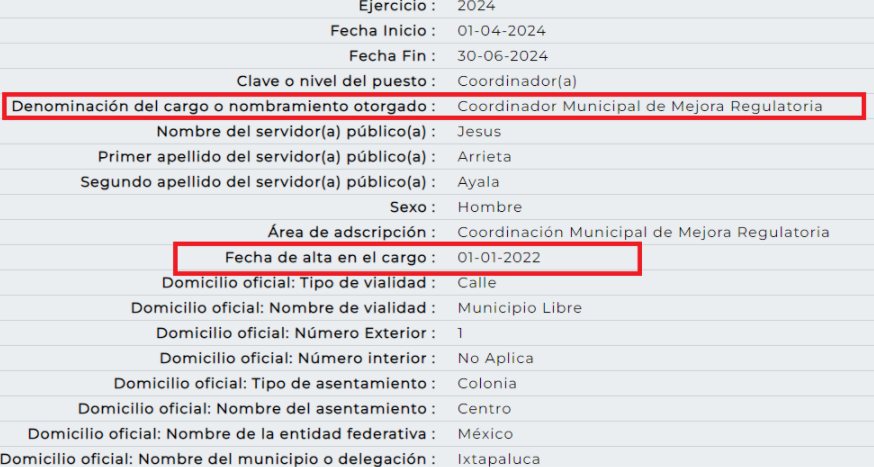 Ejercicio : 2024
Fecha Inicio : 01-04-2024
Fecha Fin : 30-06-2024
Clave o nivel del puesto : Coordinador(a)
Denominación del cargo o nombramiento otorgado : Coordinador Municipal de Mejora Regulatoria
Nombre del servidor(a) público(a) : Jesus
Primer apellido del servidor(a) público(a) : Arrieta
Segundo apellido del servidor(a) público(a) : Ayala
Sexo : Hombre
Área de adscripción : Coordinación Municipal de Mejora Regulatoria
Fecha de alta en el cargo : 01-01-2022
Domicilio oficial: Tipo de vialidad : Calle
Domicilio oficial: Nombre de vialidad : Municipio Libre
Domicilio oficial: Número Exterior : 1
Domicilio oficial: Número interior : No Aplica
Domicilio oficial: Tipo de asentamiento : Colonia
Domicilio oficial: Nombre del asentamiento : Centro
Domicilio oficial: Nombre de la entidad federativa : México
Domicilio oficial: Nombre del municipio o delegación : Ixtapaluca